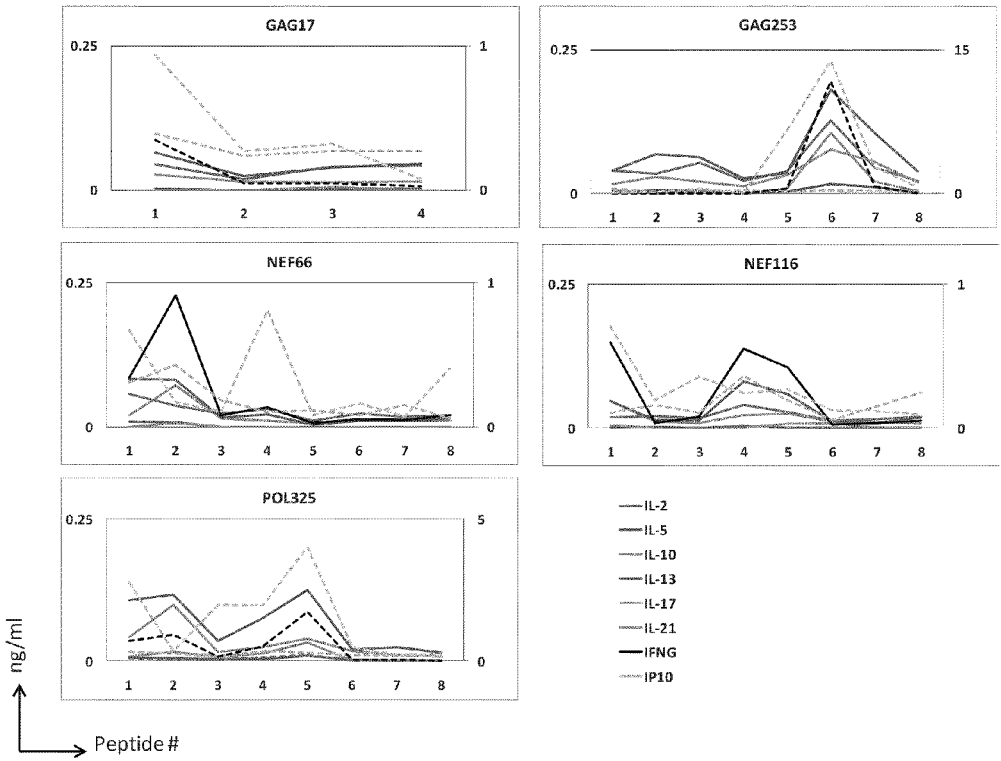 GAG17
0.25
1
0
0
1 2 3 4
GAG253
0.25
15
0
0
1 2 3 4 5 6 7 8
NEF66
0.25
1
0
0
1 2 3 4 5 6 7 8
NEF116
0.25
1
0
0
1 2 3 4 5 6 7 8
POL325
0.25
5
0
0
1 2 3 4 5 6 7 8
IL-2
IL-5
IL-10
IL-13
IL-17
IL-21
IFNG
IP10
ng/ml
Peptide #